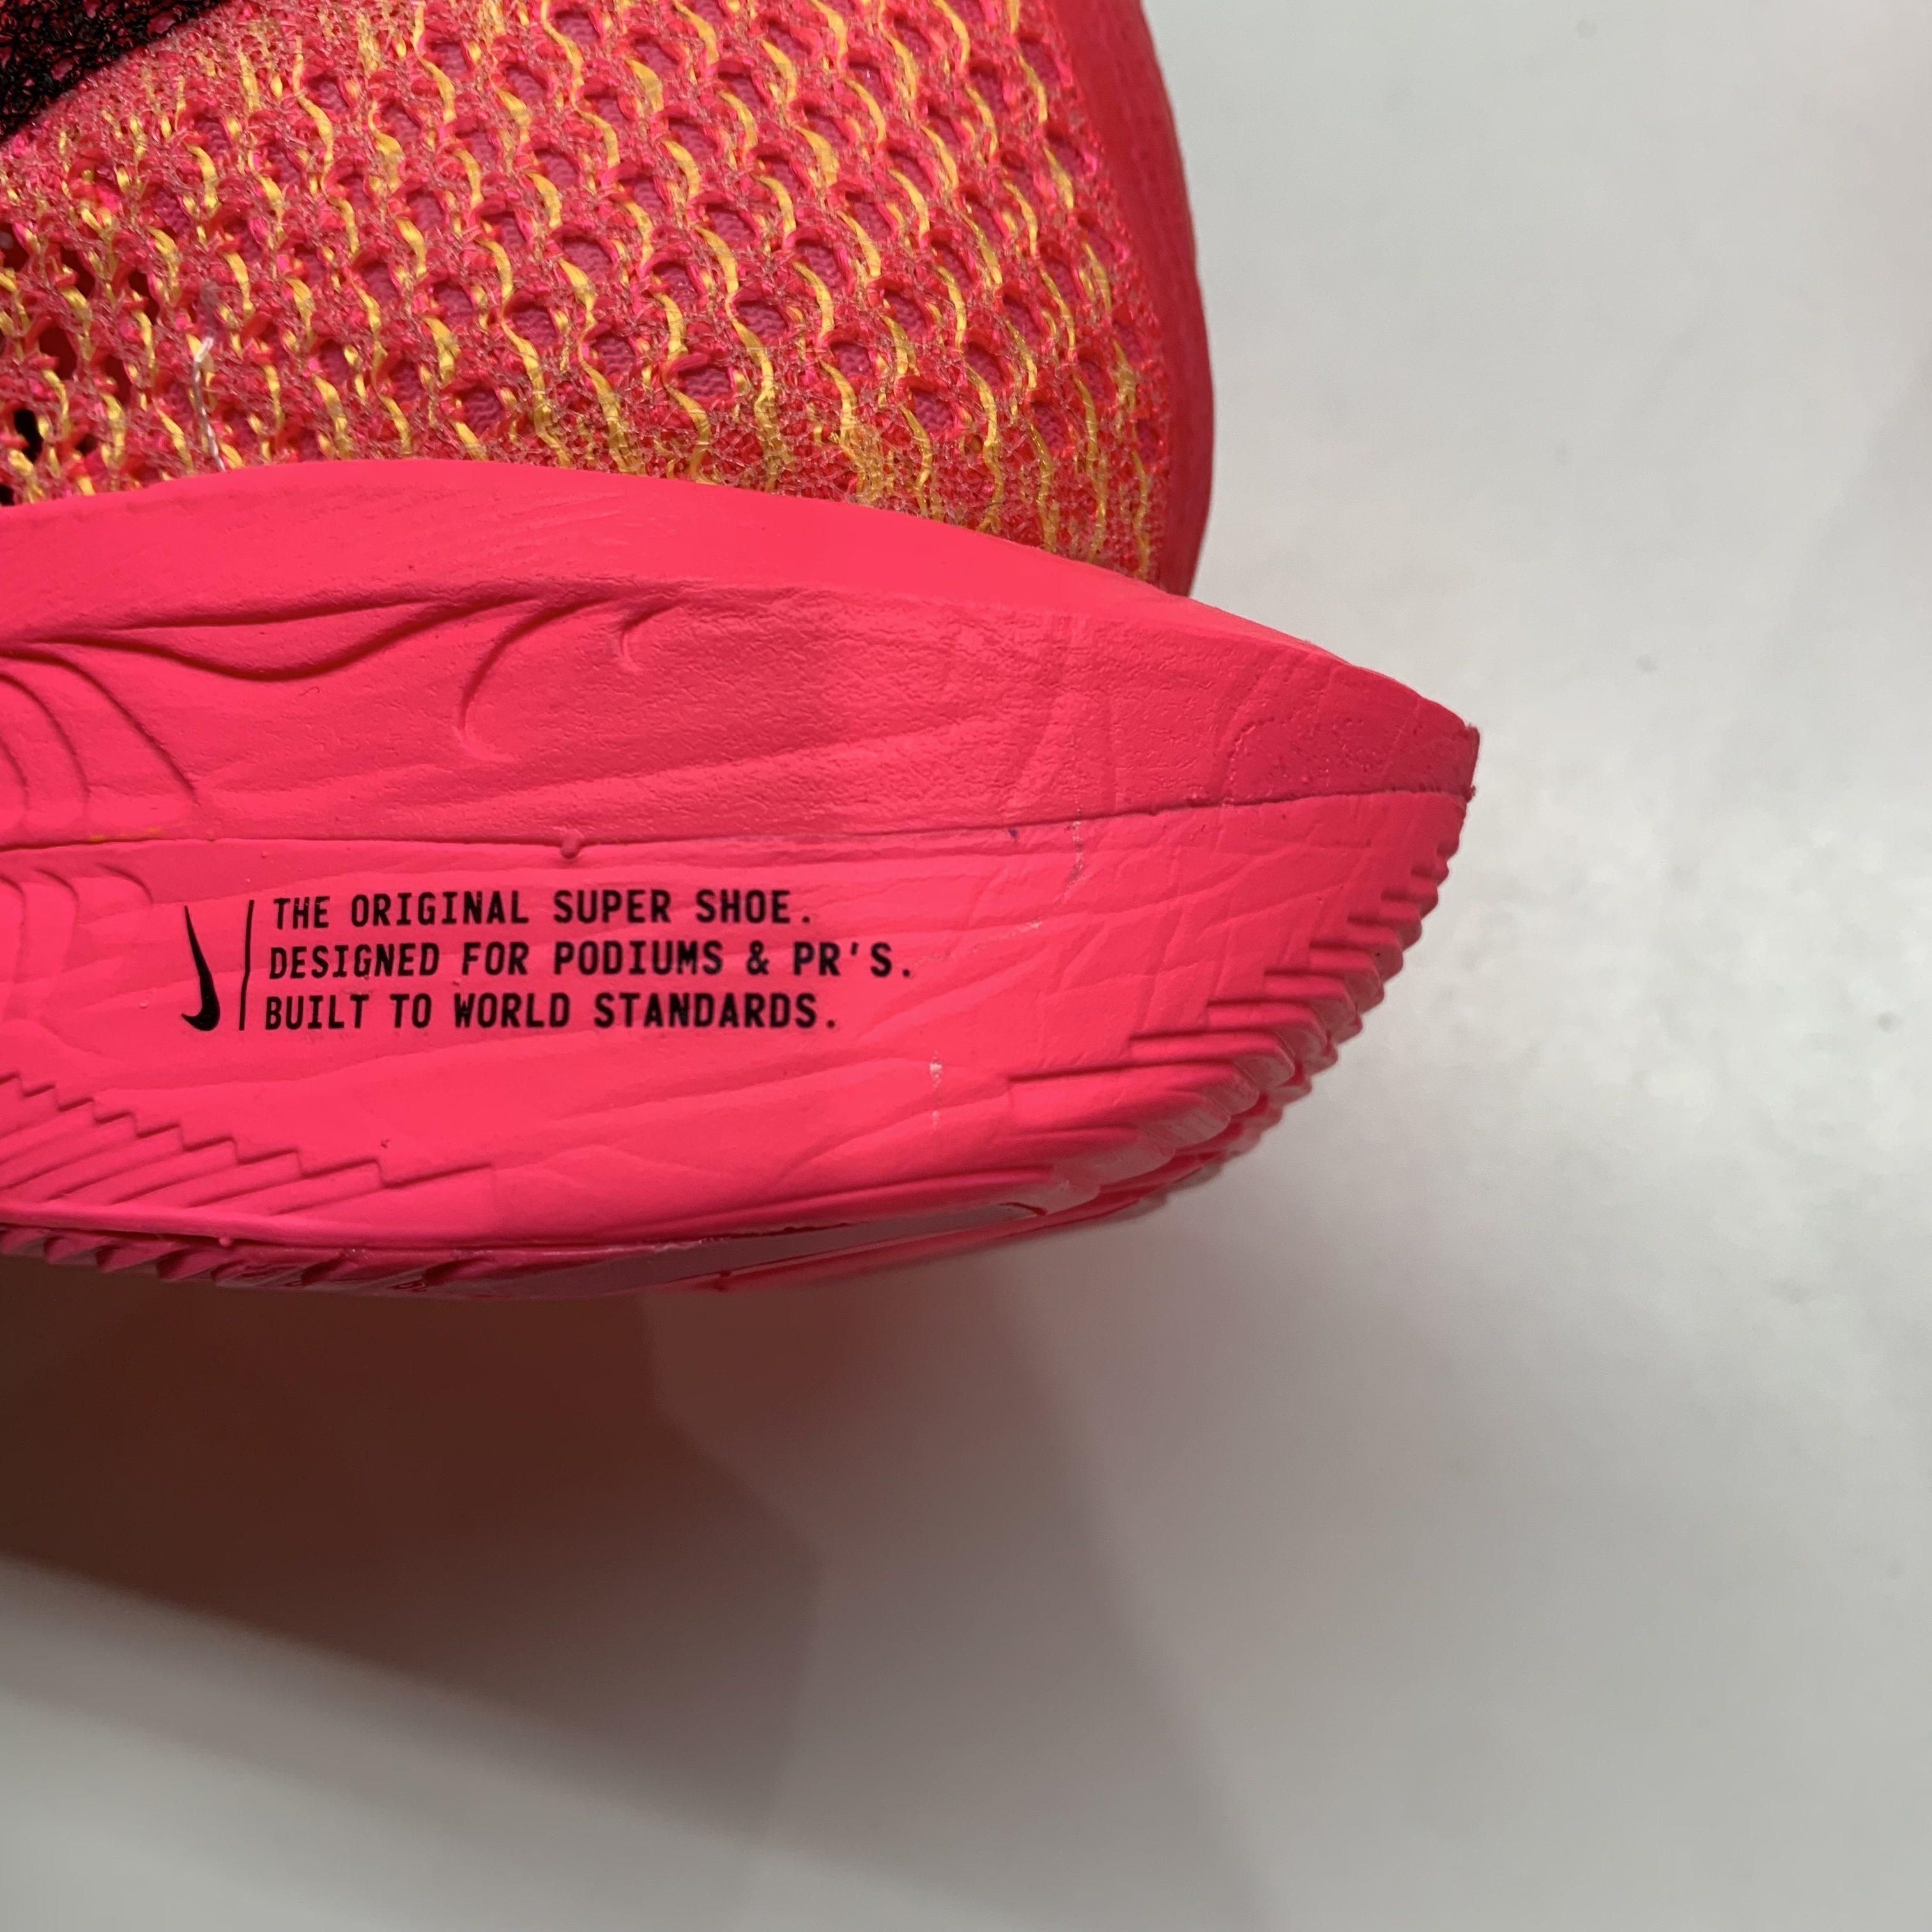 THE ORIGINAL SUPER SHOE.
DESIGNED FOR PODIUMS & PR'S.
BUILT TO WORLD STANDARDS.